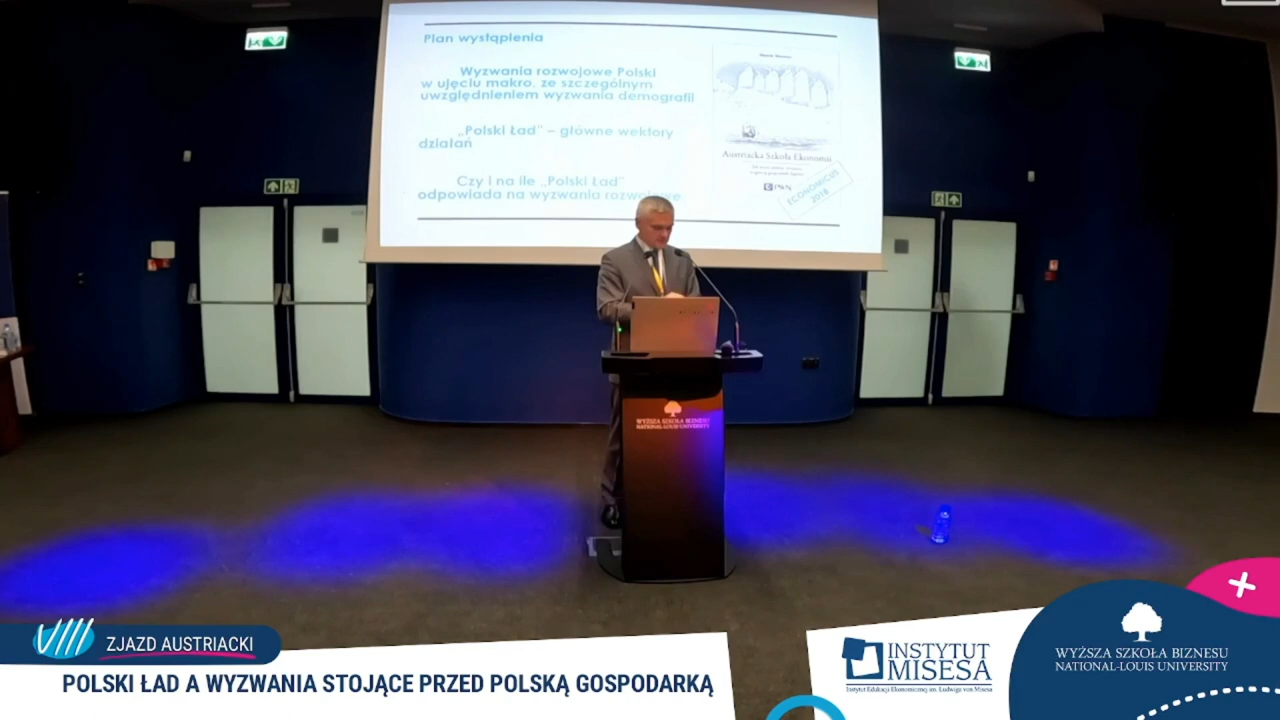 Plan wystąpienia
Wyzwania rozwojowe Polski
w ujęciu makro, ze szczególnym
uwzględnieniem wyzwania demografii
„Polski Ład” – główne wektory
działań
Czy i na ile „Polski Ład”
odpowiada na wyzwania rozwojowe
Austriacka Szkoła Ekonomii
PWN
ECONOMICUS
2018
WYŻSZA SZKOŁA BIZNESU
NATIONAL-LOUIS UNIVERSITY
VIII ZJAZD AUSTRIACKI
POLSKI ŁAD A WYZWANIA STOJĄCE PRZED POLSKĄ GOSPODARKĄ
INSTYTUT
MISESA
Instytut Edukacji Ekonomicznej im. Ludwiga von Misesa
WYŻSZA SZKOŁA BIZNESU
NATIONAL-LOUIS UNIVERSITY